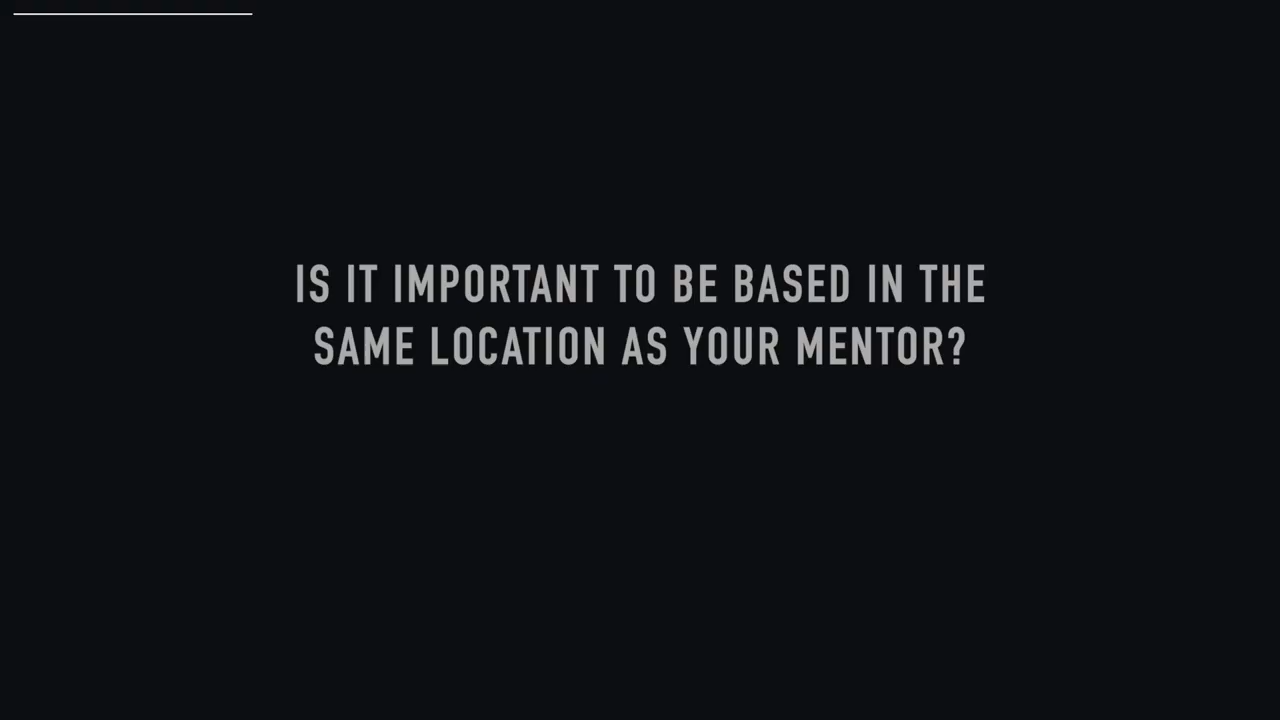 IS IT IMPORTANT TO BE BASED IN THE
SAME LOCATION AS YOUR MENTOR?